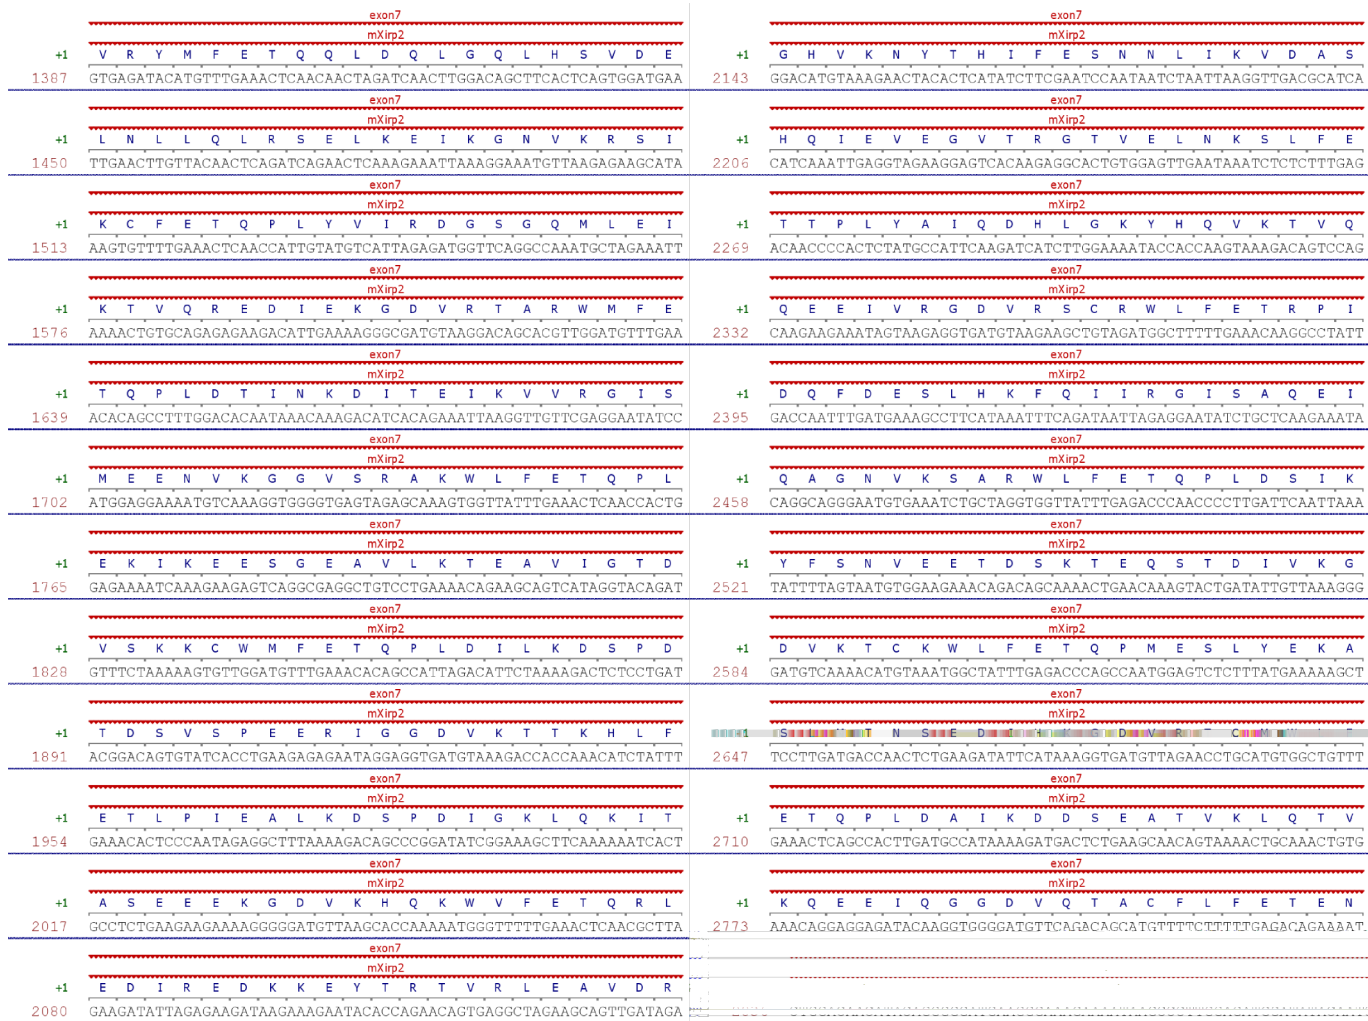 exon7
mXirp2
+1 V R Y M F E T Q Q L D Q L G Q L H S V D E
1387 GTGAGATACATGTTTGAAACTCAACAACTAGATCAACTTGGACAGCTTCACTCAGTGGATGAA
exon7
mXirp2
+1 L N L L Q L R S E L K E I K G N V K R S I
1450 TTGAACTTGTTACAACTCAGATCAGAACTCAAAGAAATTAAAGGAAATGTTAAGAGAAGCATA
exon7
mXirp2
+1 K C F E T Q P L Y V I R D G S G Q M L E I
1513 AAGTGTTTTGAAACTCAACCATTGTATGTCATTAGAGATGGTTCAGGCCAAATGCTAGAAATT
exon7
mXirp2
+1 K T V Q R E D I E K G D V R T A R W M F E
1576 AAAACTGTGCAGAGAGAAGACATTGAAAAGGGCGATGTAAGGACAGCACGTTGGATGTTTGAA
exon7
mXirp2
+1 T Q P L D T I N K D I T E I K V V R G I S
1639 ACACAGCCTTTGGACACAATAAACAAAGACATCACAGAAATTAAGGTTGTTCGAGGAATATCC
exon7
mXirp2
+1 M E E N V K G G V S R A K W L F E T Q P L
1702 ATGGAGGAAAATGTCAAAGGTGGGGTGAGTAGAGCAAAGTGGTTATTTGAAACTCAACCACTG
exon7
mXirp2
+1 E K I K E E S G E A V L K T E A V I G T D
1765 GAGAAAATCAAAGAAGAGTCAGGCGAGGCTGTCCTGAAAACAGAAGCAGTCATAGGTACAGAT
exon7
mXirp2
+1 V S K K C W M F E T Q P L D I L K D S P D
1828 GTTTCTAAAAAGTGTTGGATGTTTGAAACACAGCCATTAGACATTCTAAAAGACTCTCCTGAT
exon7
mXirp2
+1 T D S V S P E E R I G G D V K T T K H L F
1891 ACGGACAGTGTATCACCTGAAGAGAGAATAGGAGGTGATGTAAAGACCACCAAACATCTATTT
exon7
mXirp2
+1 E T L P I E A L K D S P D I G K L Q K I T
1954 GAAACACTCCCAATAGAGGCTTTAAAAGACAGCCCGGATATCGGAAAGCTTCAAAAAATCACT
exon7
mXirp2
+1 A S E E E K G D V K H Q K W V F E T Q R L
2017 GCCTCTGAAGAAGAAAAGGGGGATGTTAAGCACCAAAAATGGGTTTTTGAAACTCAACGCTTA
exon7
mXirp2
+1 E D I R E D K K E Y T R T V R L E A V D R
2080 GAAGATATTAGAGAAGATAAGAAAGAATACACCAGAACAGTGAGGCTAGAAGCAGTTGATAGA
exon7
mXirp2
+1 G H V K N Y T H I F E S N N L I K V D A S
2143 GGACATGTAAAGAACTACACTCATATCTTCGAATCCAATAATCTAATTAAGGTTGACGCATCA
exon7
mXirp2
+1 H Q I E V E G V T R G T V E L N K S L F E
2206 CATCAAATTGAGGTAGAAGGAGTCACAAGAGGCACTGTGGAGTTGAATAAATCTCTCTTTGAG
exon7
mXirp2
+1 T T P L Y A I Q D H L G K Y H Q V K T V Q
2269 ACAACCCCACTCTATGCCATTCAAGATCATCTTGGAAAATACCACCAAGTAAAGACAGTCCAG
exon7
mXirp2
+1 Q E E I V R G D V R S C R W L F E T R P I
2332 CAAGAAGAAATAGTAAGAGGTGATGTAAGAAGCTGTAGATGGCTTTTTGAAACAAGGCCTATT
exon7
mXirp2
+1 D Q F D E S L H K F Q I I R G I S A Q E I
2395 GACCAATTTGATGAAAGCCTTCATAAATTTCAGATAATTAGAGGAATATCTGCTCAAGAAATA
exon7
mXirp2
+1 Q A G N V K S A R W L F E T Q P L D S I K
2458 CAGGCAGGGAATGTGAAATCTGCTAGGTGGTTATTTGAGACCCAACCCCTTGATTCAATTAAA
exon7
mXirp2
+1 Y F S N V E E T D S K T E Q S T D I V K G
2521 TATTTTAGTAATGTGGAAGAAACAGACAGCAAAACTGAACAAAGTACTGATATTGTTAAAGGG
exon7
mXirp2
+1 D V K T C K W L F E T Q P M E S L Y E K A
2584 GATGTCAAAACATGTAAATGGCTATTTGAGACCCAGCCAATGGAGTCTCTTTATGAAAAAGCT
exon7
mXirp2
T N S E D I H K G D V R T C M
2647 TCCTTGATGACCAACTCTGAAGATATTCATAAAGGTGATGTTAGAACCTGCATGTGGCTGTTT
exon7
mXirp2
+1 E T Q P L D A I K D D S E A T V K L Q T V
2710 GAAACTCAGCCACTTGATGCCATAAAAGATGACTCTGAAGCAACAGTAAAACTGCAAACTGTG
exon7
mXirp2
+1 K Q E E I Q G G D V Q T A C F L F E T E N
2773 AAACAGGAGGAGATACAAGGTGGGGATGTTCAGACAGCATGTTTTCTTTTTGAGACAGAAAAT